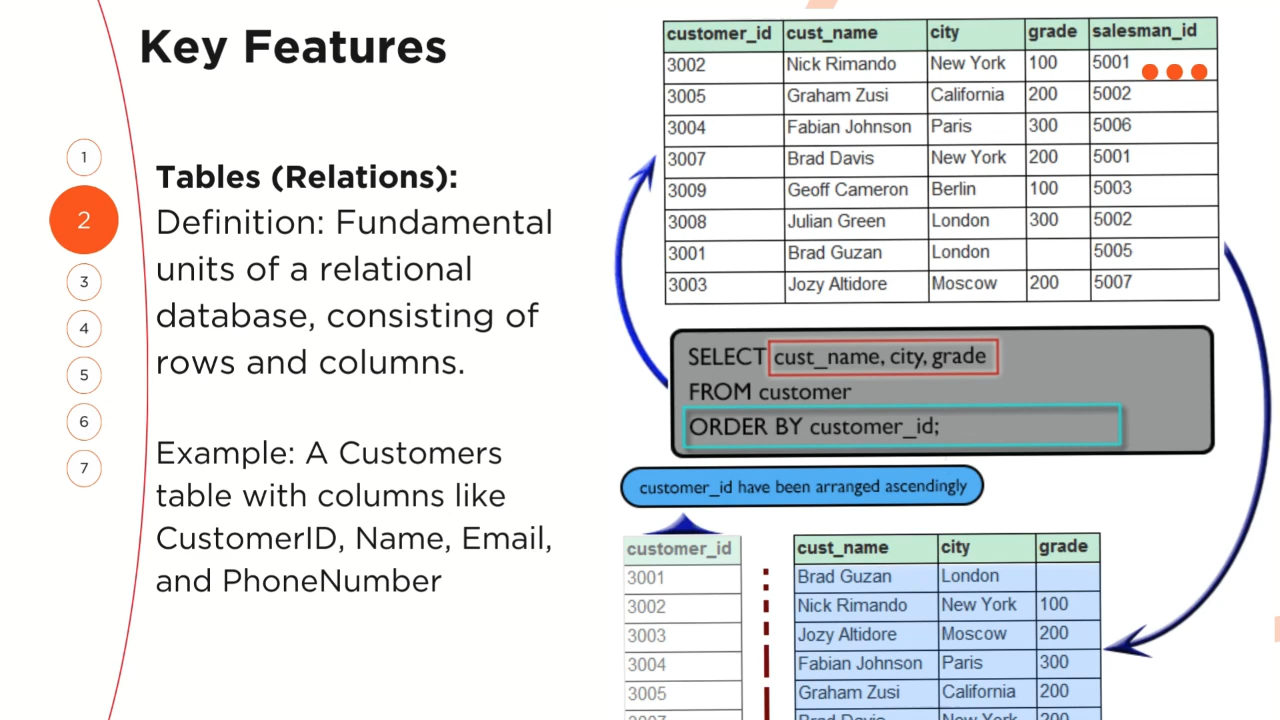 Key Features
1
2
3
4
5
6
7
Tables (Relations):
Definition: Fundamental
units of a relational
database, consisting of
rows and columns.
Example: A Customers
table with columns like
CustomerID, Name, Email,
and PhoneNumber
customer_id cust_name city grade salesman_id
3002 Nick Rimando New York 100 5001
3005 Graham Zusi California 200 5002
3004 Fabian Johnson Paris 300 5006
3007 Brad Davis New York 200 5001
3009 Geoff Cameron Berlin 100 5003
3008 Julian Green London 300 5002
3001 Brad Guzan London 5005
3003 Jozy Altidore Moscow 200 5007
SELECT cust_name, city, grade
FROM customer
ORDER BY customer_id;
customer_id have been arranged ascendingly
customer_id cust_name city grade
3001 Brad Guzan London
3002 Nick Rimando New York 100
3003 Jozy Altidore Moscow 200
3004 Fabian Johnson Paris 300
3005 Graham Zusi California 200
3007 Brad Davis New York 200